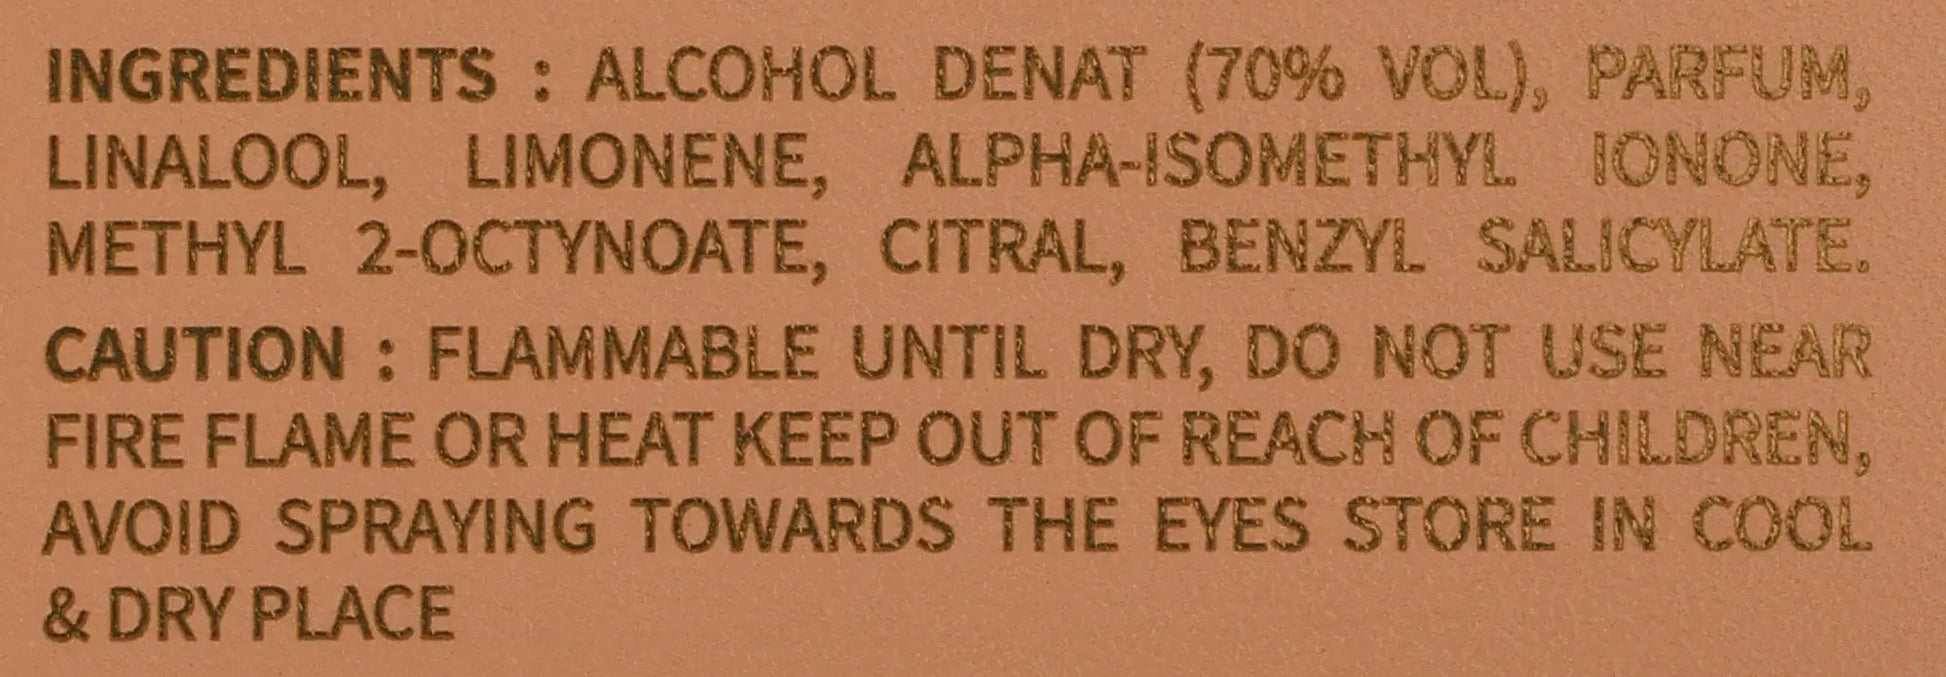 INGREDIENTS : ALCOHOL DENAT (70% VOL), PARFUM,
LINALOOL, LIMONENE, ALPHA-ISOMETHYL IONONE,
METHYL 2-OCTYNOATE, CITRAL, BENZYL SALICYLATE.
CAUTION : FLAMMABLE UNTIL DRY, DO NOT USE NEAR
FIRE FLAME OR HEAT KEEP OUT OF REACH OF CHILDREN,
AVOID SPRAYING TOWARDS THE EYES STORE IN COOL
& DRY PLACE